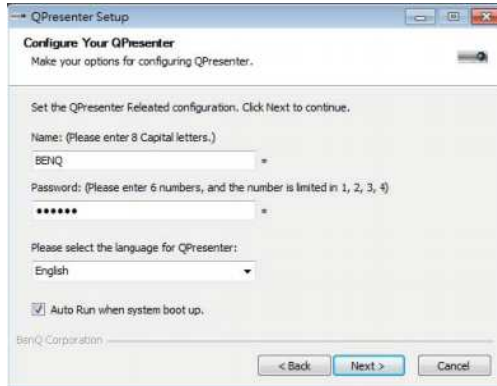 QPresenter Setup
Configure Your QPresenter
Make your options for configuring QPresenter.
Set the QPresenter Releated configuration. Click Next to continue.
Name: (Please enter 8 Capital letters.)
BENQ
*
Password: (Please enter 6 numbers, and the number is limited in 1, 2, 3, 4)
●●●●●●
*
Please select the language for QPresenter:
English
Auto Run when system boot up.
BenQ Corporation
< Back Next > Cancel